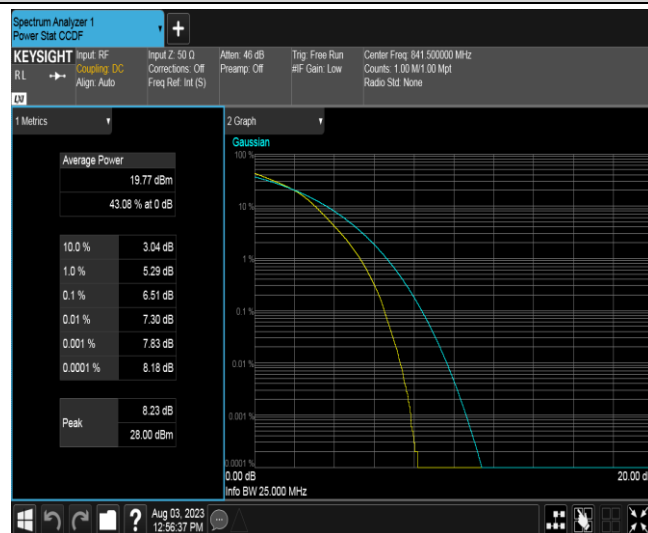 Spectrum Analyzer 1
Power Stat CCDF
+
KEYSIGHT
RL
Input: RF
Coupling: DC
Align: Auto
Input Z: 50 Ω
Corrections: Off
Freq Ref: Int (S)
Atten: 46 dB
Preamp: Off
Trig: Free Run
#IF Gain: Low
Center Freq: 841.500000 MHz
Counts: 1.00 M/1.00 Mpt
Radio Std: None
LXI
1 Metrics
Average Power
19.77 dBm
43.08 % at 0 dB
10.0 % 3.04 dB
1.0 % 5.29 dB
0.1 % 6.51 dB
0.01 % 7.30 dB
0.001 % 7.83 dB
0.0001 % 8.18 dB
Peak
8.23 dB
28.00 dBm
2 Graph
Gaussian
100 %
10 %
1 %
0.1 %
0.01 %
0.001 %
0.0001 %
0.00 dB
20.00 d
Info BW 25.000 MHz
?
Aug 03, 2023
12:56:37 PM